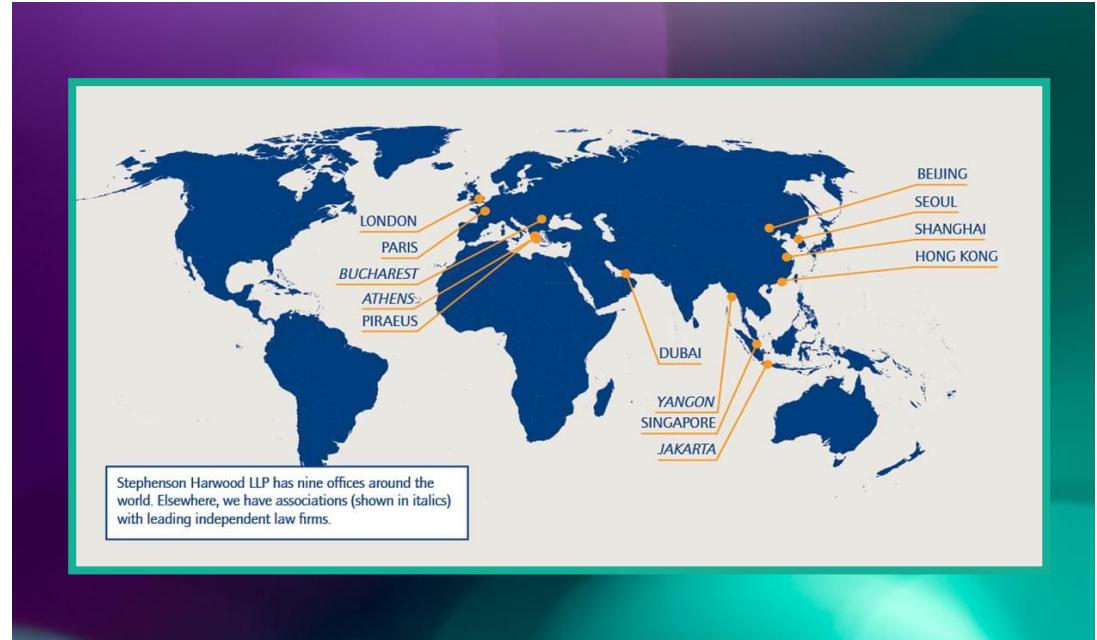 BEIJING
SEOUL
SHANGHAI
HONG KONG
LONDON
PARIS
BUCHAREST
ATHENS
PIRAEUS
DUBAI
YANGON
SINGAPORE
JAKARTA
Stephenson Harwood LLP has nine offices around the
world. Elsewhere, we have associations (shown in italics)
with leading independent law firms.